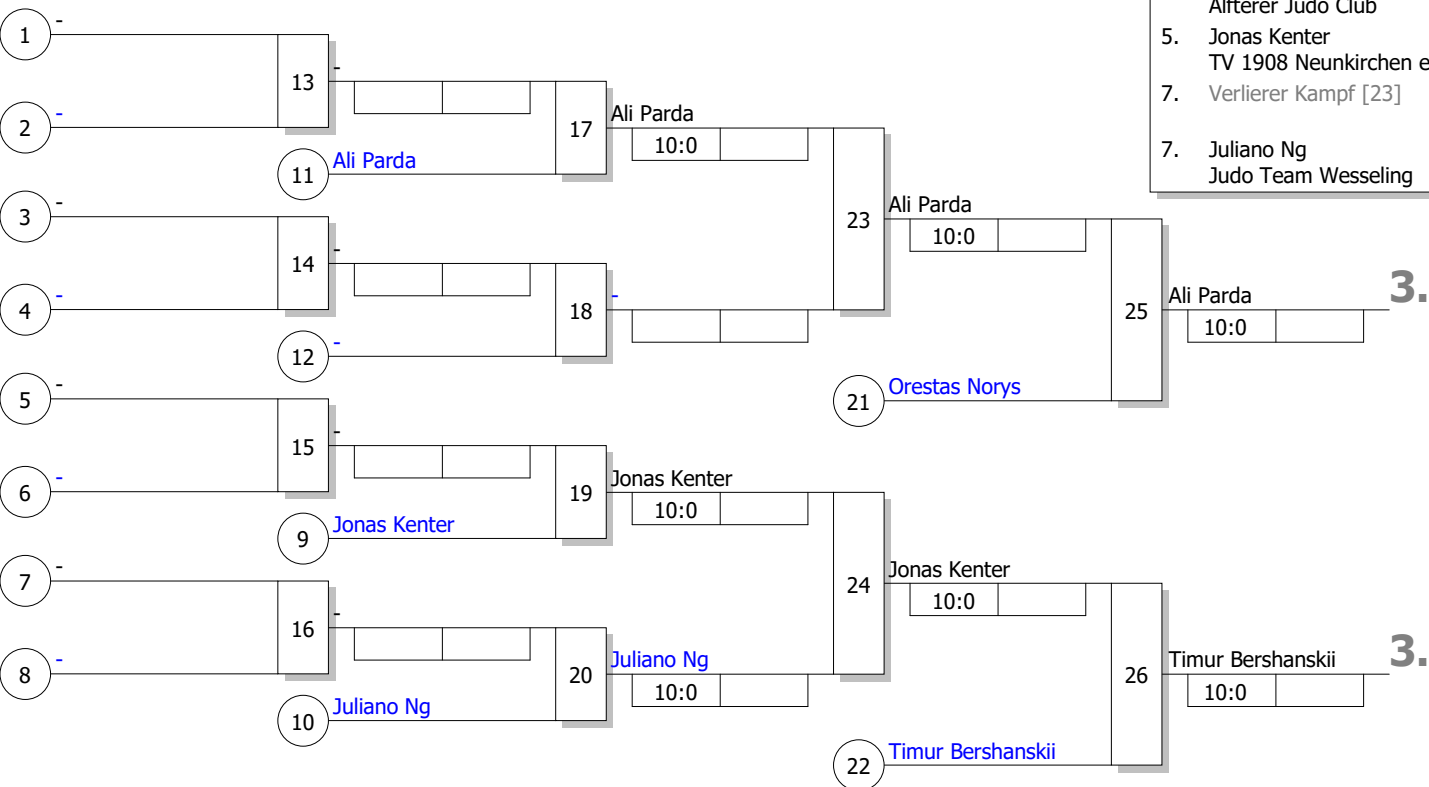 Alfterer Judo Club
5. Jonas Kenter
TV 1908 Neunkirchen e
7. Verlierer Kampf [23]
7. Juliano Ng
Judo Team Wesseling
1 -
13 -
2 -
17 Ali Parda
10:0
11 Ali Parda
3 -
23 Ali Parda
10:0
14 -
4 -
18 -
12 -
25 Ali Parda
10:0
3.
21 Orestas Norys
5 -
15 -
6 -
19 Jonas Kenter
10:0
9 Jonas Kenter
7 -
24 Jonas Kenter
10:0
16 -
8 -
20 Juliano Ng
10:0
10 Juliano Ng
26 Timur Bershanskii
10:0
3.
22 Timur Bershanskii